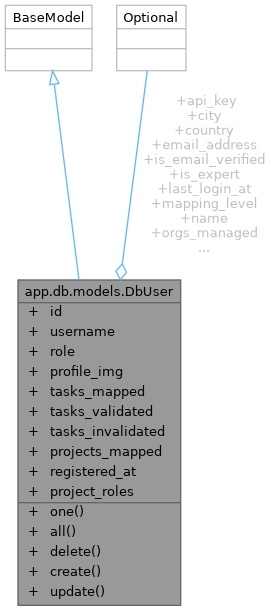 BaseModel
Optional
+api_key
+city
+country
+email_address
+is_email_verified
+is_expert
+last_login_at
+mapping_level
+name
+orgs_managed
...
app.db.models.DbUser
+ id
+ username
+ role
+ profile_img
+ tasks_mapped
+ tasks_validated
+ tasks_invalidated
+ projects_mapped
+ registered_at
+ project_roles
+ one()
+ all()
+ delete()
+ create()
+ update()